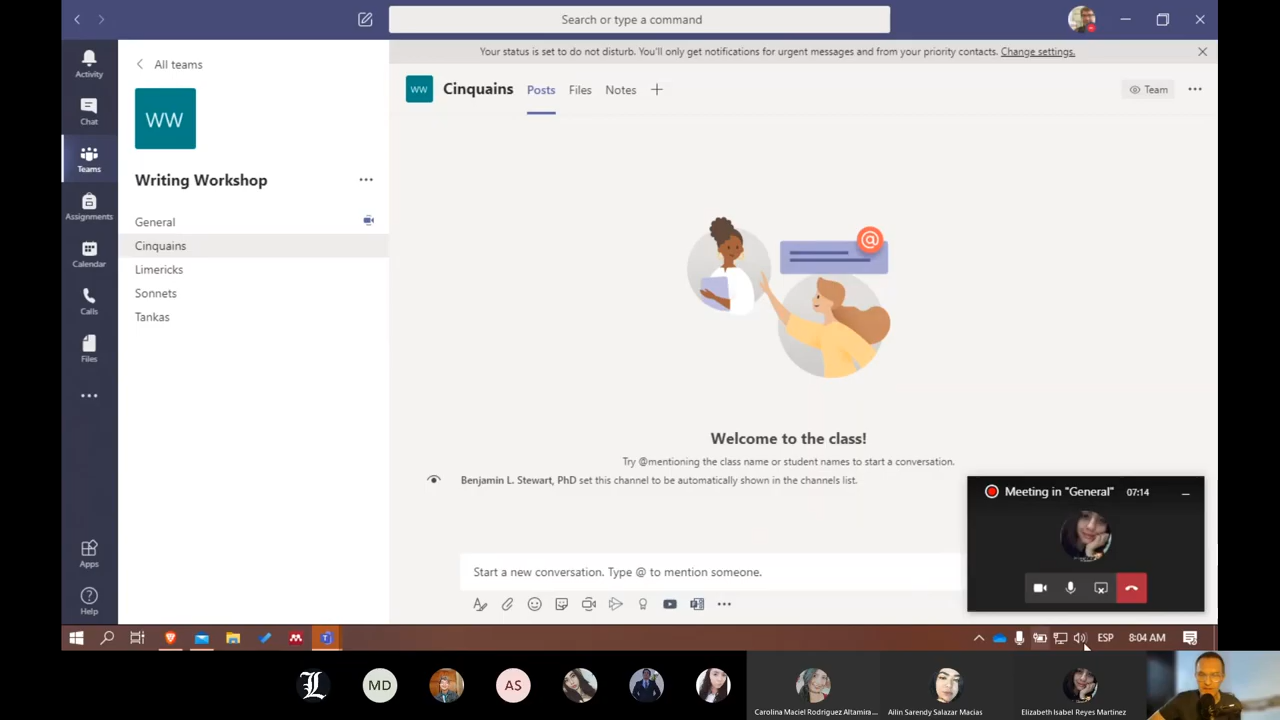 Search or type a command
Your status is set to do not disturb. You'll only get notifications for urgent messages and from your priority contacts. Change settings.
Activity
Chat
Teams
Assignments
Calendar
Calls
Files
Apps
Help
All teams
WW
Writing Workshop
General
Cinquains
Limericks
Sonnets
Tankas
WW
Cinquains
Posts
Files
Notes
Team
@
Welcome to the class!
Try @mentioning the class name or student names to start a conversation.
Benjamin L. Stewart, PhD set this channel to be automatically shown in the channels list.
Start a new conversation. Type @ to mention someone.
Meeting in "General" 07:14
ESP
8:04 AM
L
MD
AS
Carolina Maciel Rodriguez Altamira...
Ailin Sarendy Salazar Macias
Elizabeth Isabel Reyes Martinez